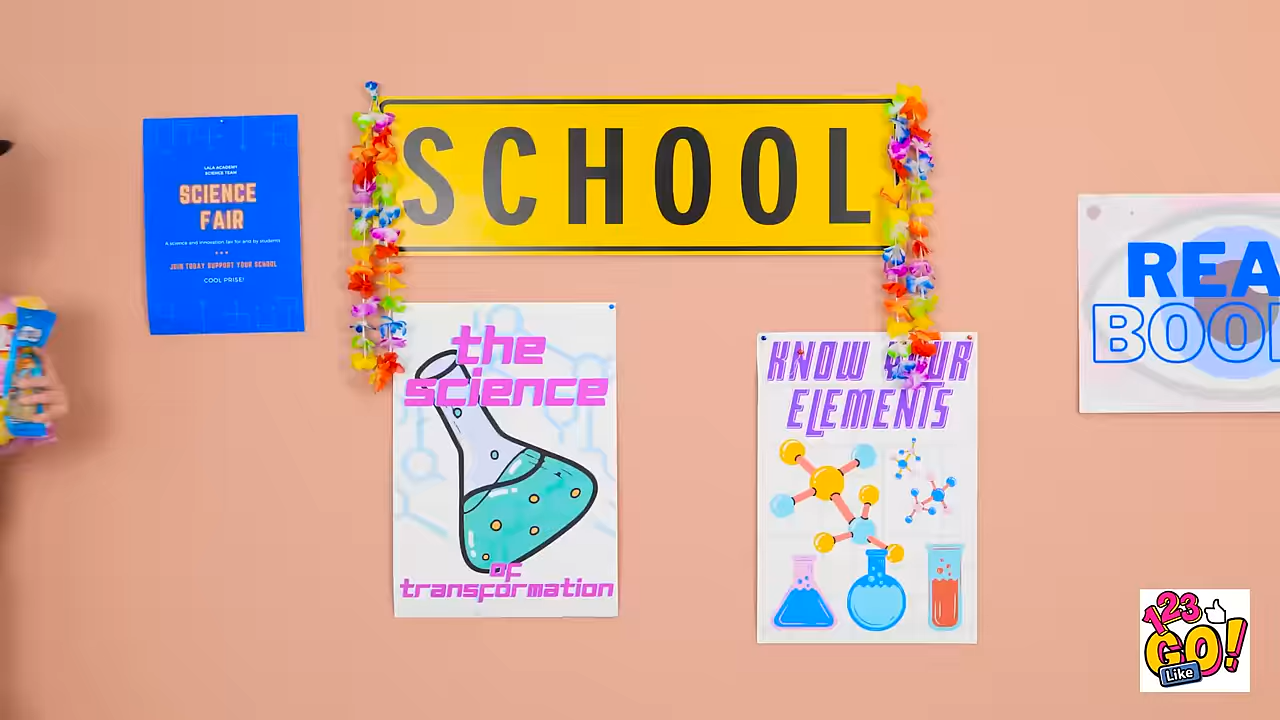 LALA ACADEMY
SCIENCE TEAM
SCIENCE
FAIR
A science and innovation fair for and by students
JOIN TODAY SUPPORT YOUR SCHOOL
COOL PRISE!
SCHOOL
the
science
of
transformation
KNOW YOUR
ELEMENTS
REA
BOO
123
GO!
Like